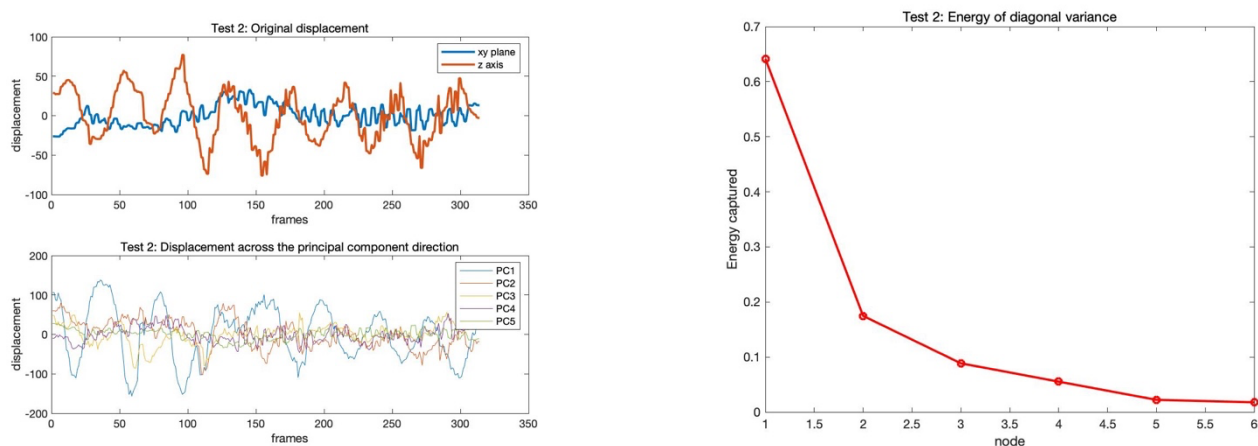 Test 2: Original displacement
xy plane
z axis
displacement
100
50
0
-50
-100
0 50 100 150 200 250 300 350
frames
Test 2: Displacement across the principal component direction
PC1
PC2
PC3
PC4
PC5
displacement
200
100
0
-100
-200
0 50 100 150 200 250 300 350
frames
Test 2: Energy of diagonal variance
Energy captured
0.7
0.6
0.5
0.4
0.3
0.2
0.1
0
1 1.5 2 2.5 3 3.5 4 4.5 5 5.5 6
node